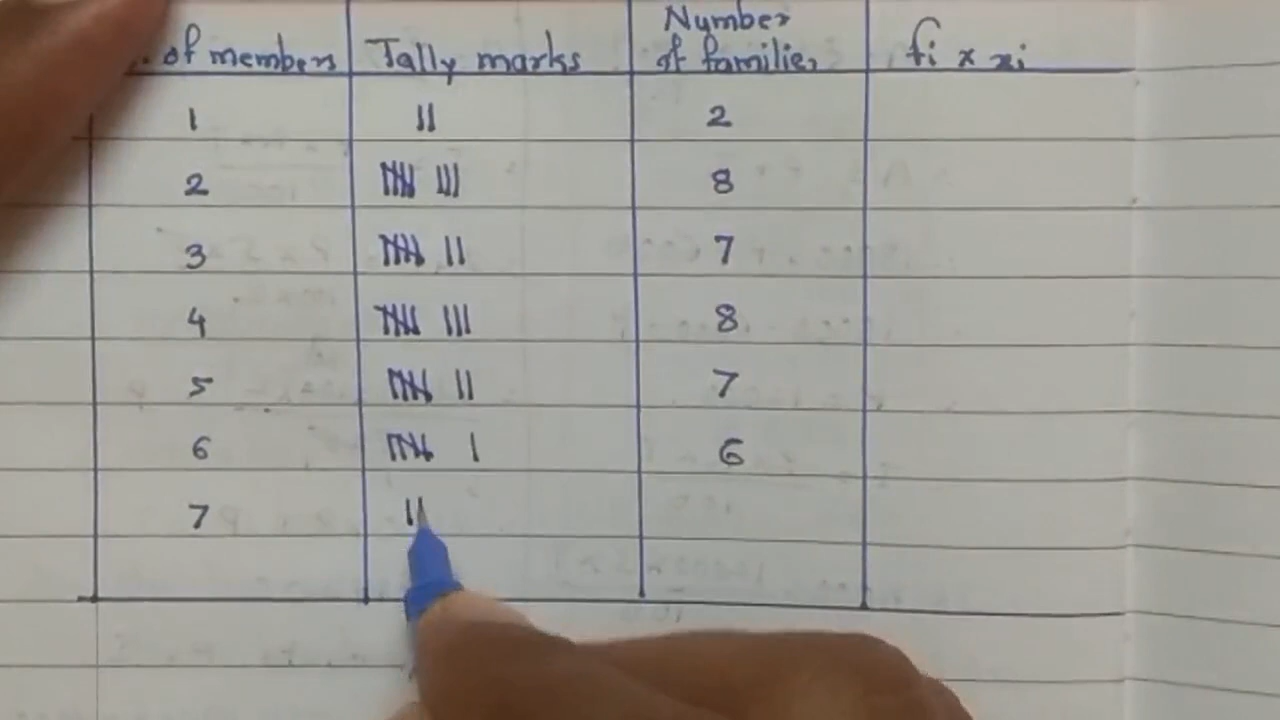 . of members Tally marks Number of families fi × xi
1 || 2
2 |||| ||| 8
3 |||| || 7
4 |||| ||| 8
5 |||| || 7
6 |||| | 6
7 ||